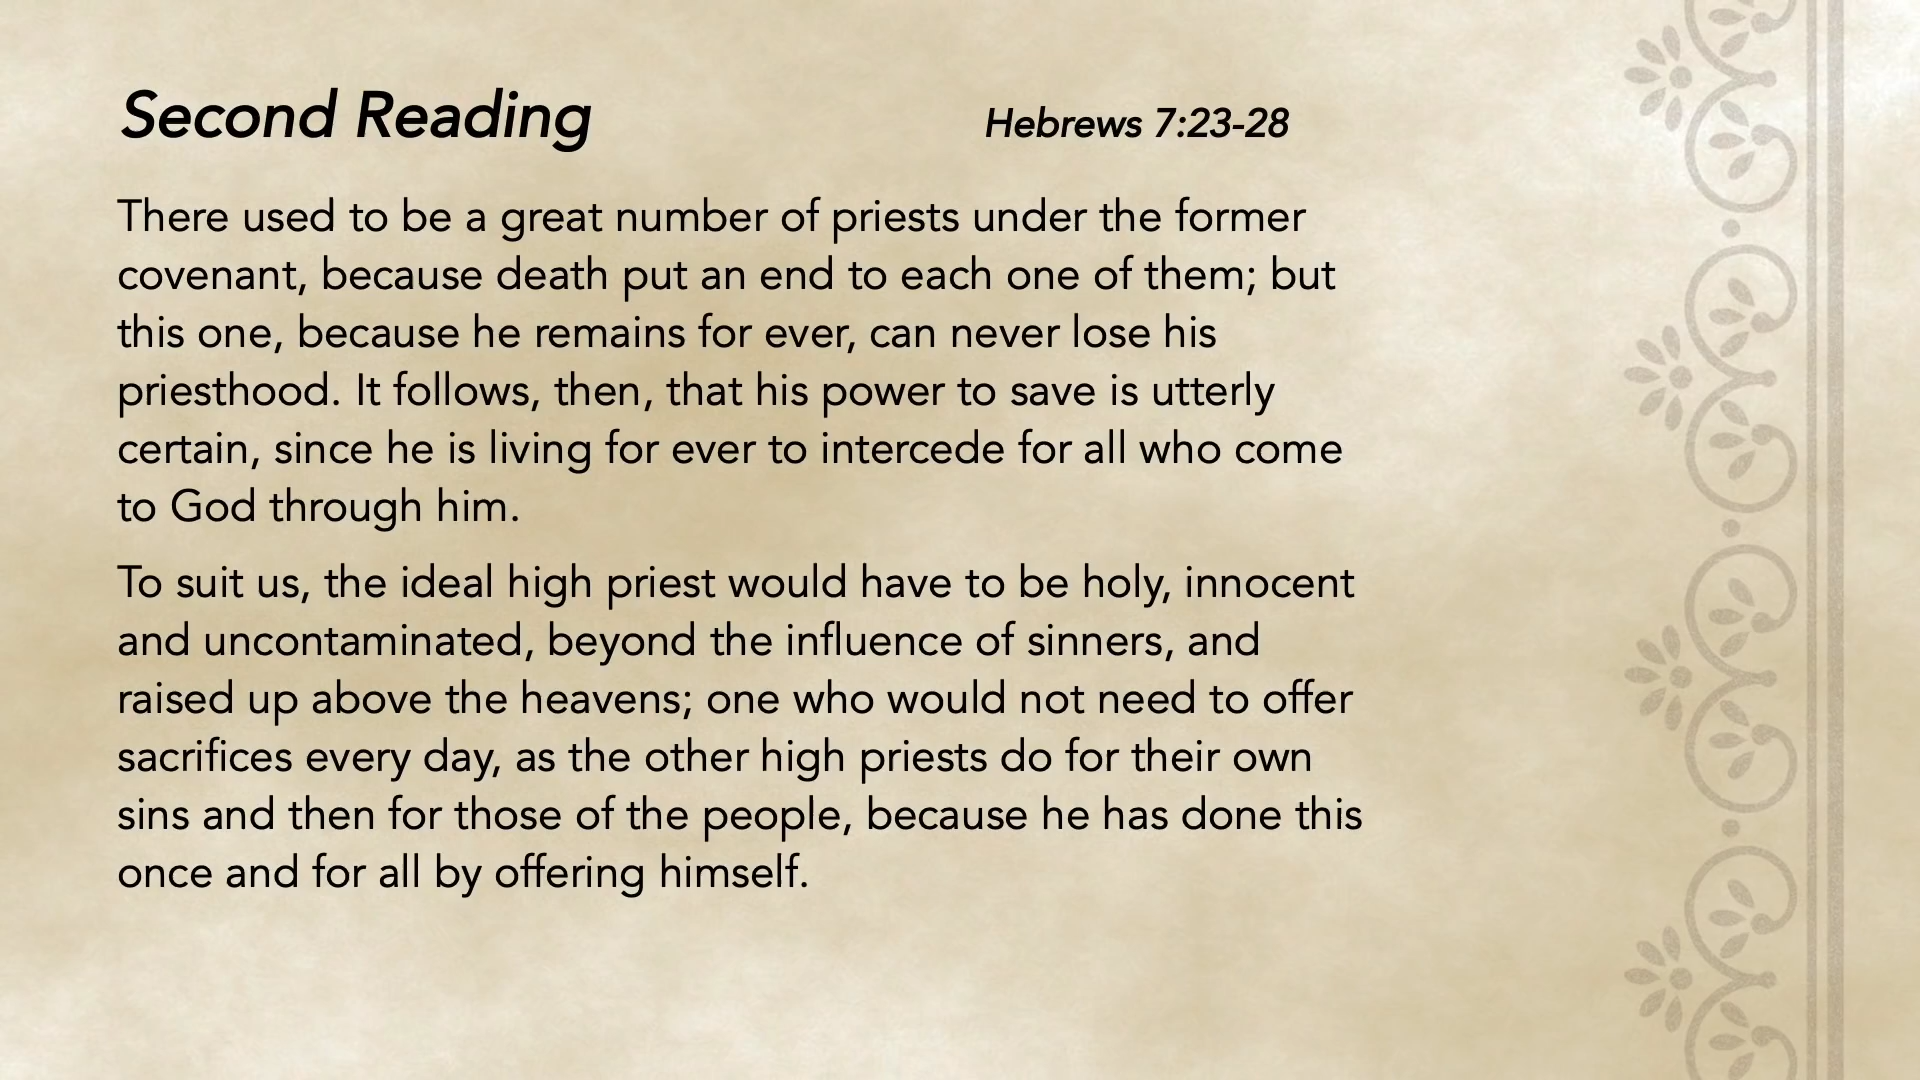 Second Reading Hebrews 7:23-28
There used to be a great number of priests under the former
covenant, because death put an end to each one of them; but
this one, because he remains for ever, can never lose his
priesthood. It follows, then, that his power to save is utterly
certain, since he is living for ever to intercede for all who come
to God through him.
To suit us, the ideal high priest would have to be holy, innocent
and uncontaminated, beyond the influence of sinners, and
raised up above the heavens; one who would not need to offer
sacrifices every day, as the other high priests do for their own
sins and then for those of the people, because he has done this
once and for all by offering himself.